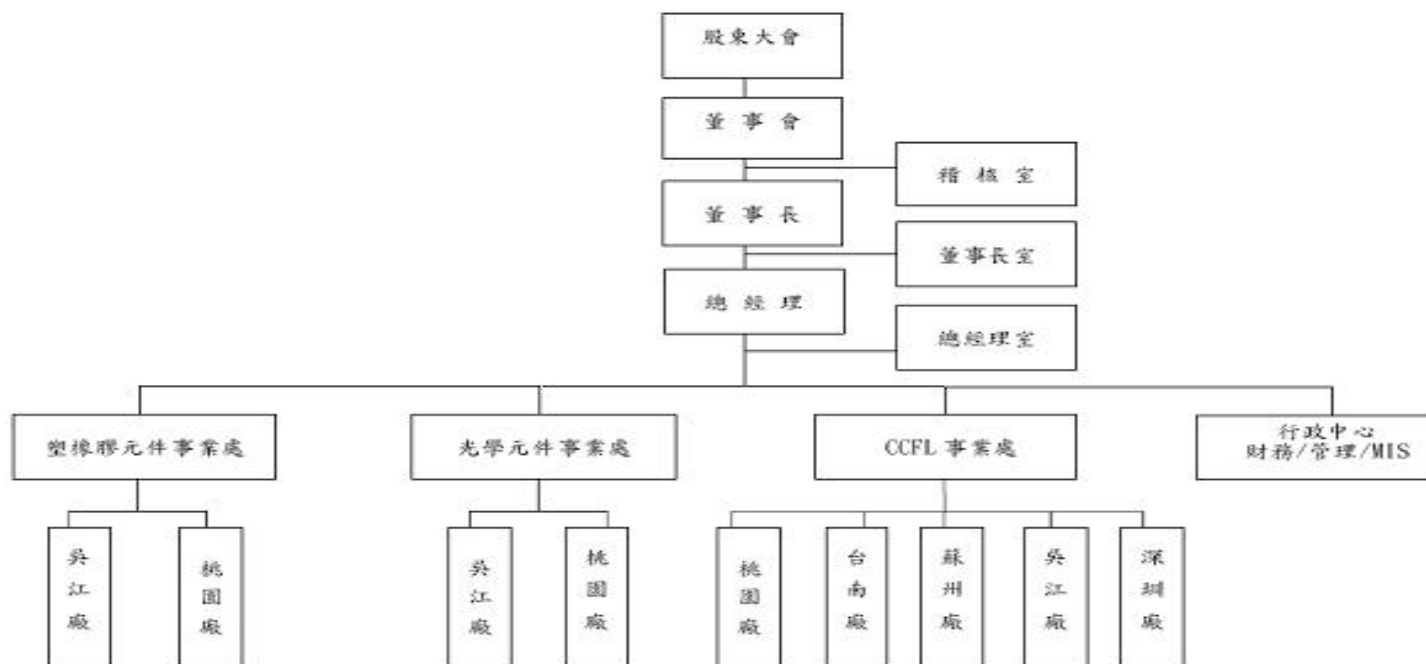 股東大會
董事會
稽核室
董事長
董事長室
總經理
總經理室
塑橡膠元件事業處
光學元件事業處
CCFL 事業處
行政中心
財務/管理/MIS
吳江廠
桃園廠
吳江廠
桃園廠
桃園廠
台南廠
蘇州廠
吳江廠
深圳廠